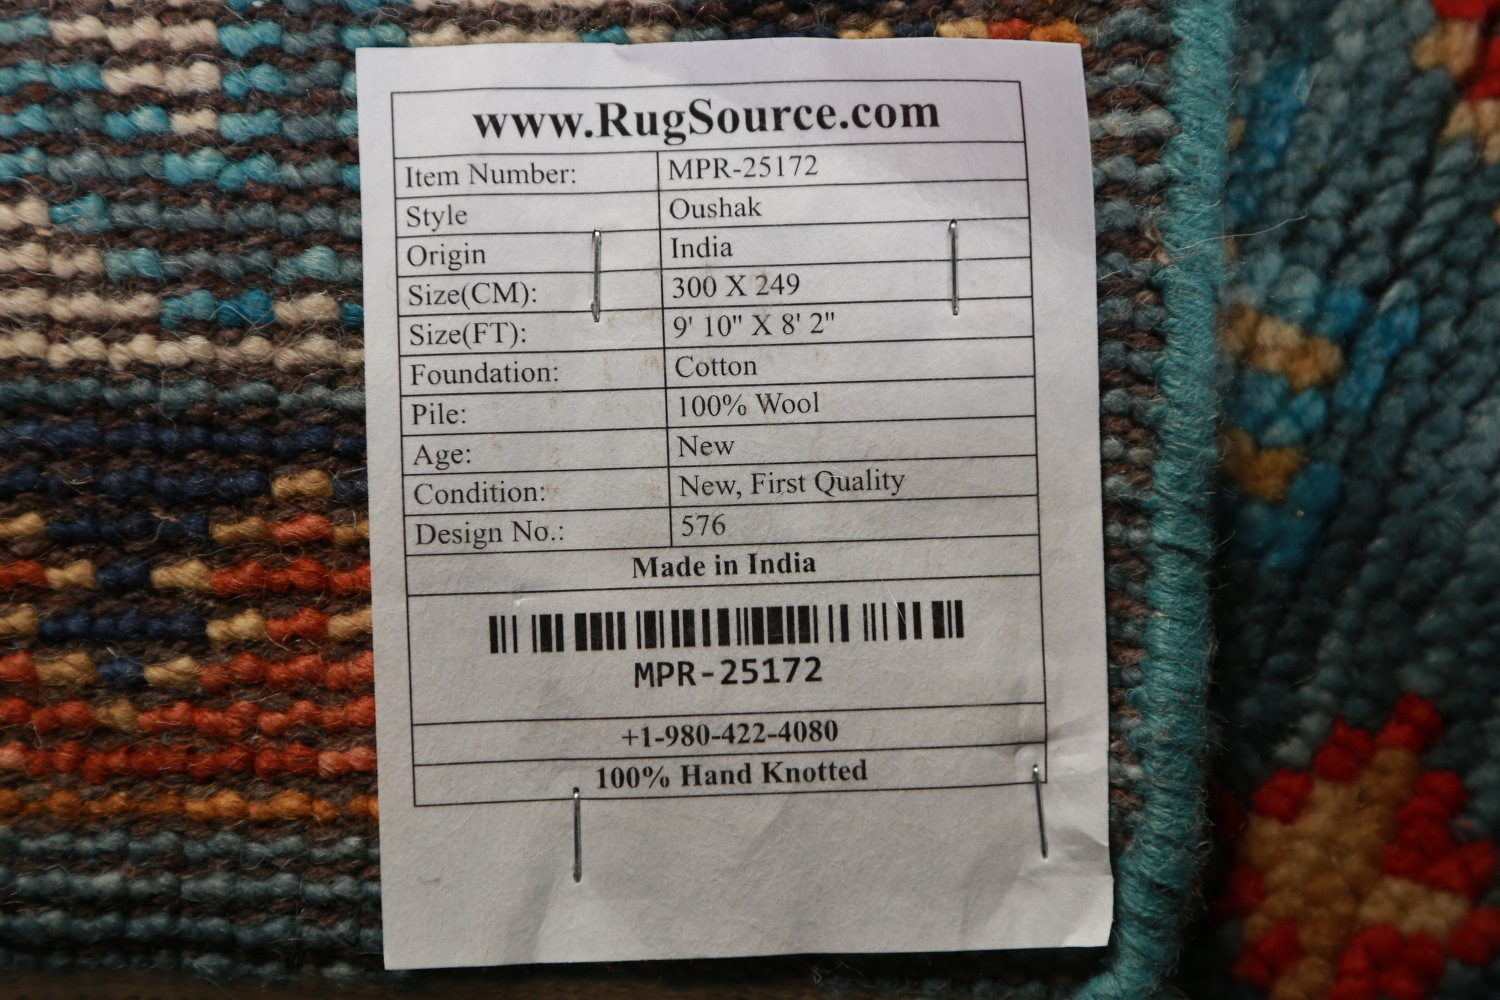 www.RugSource.com
Item Number: MPR-25172
Style Oushak
Origin India
Size(CM): 300 X 249
Size(FT): 9' 10" X 8' 2"
Foundation: Cotton
Pile: 100% Wool
Age: New
Condition: New, First Quality
Design No.: 576
Made in India
MPR-25172
+1-980-422-4080
100% Hand Knotted